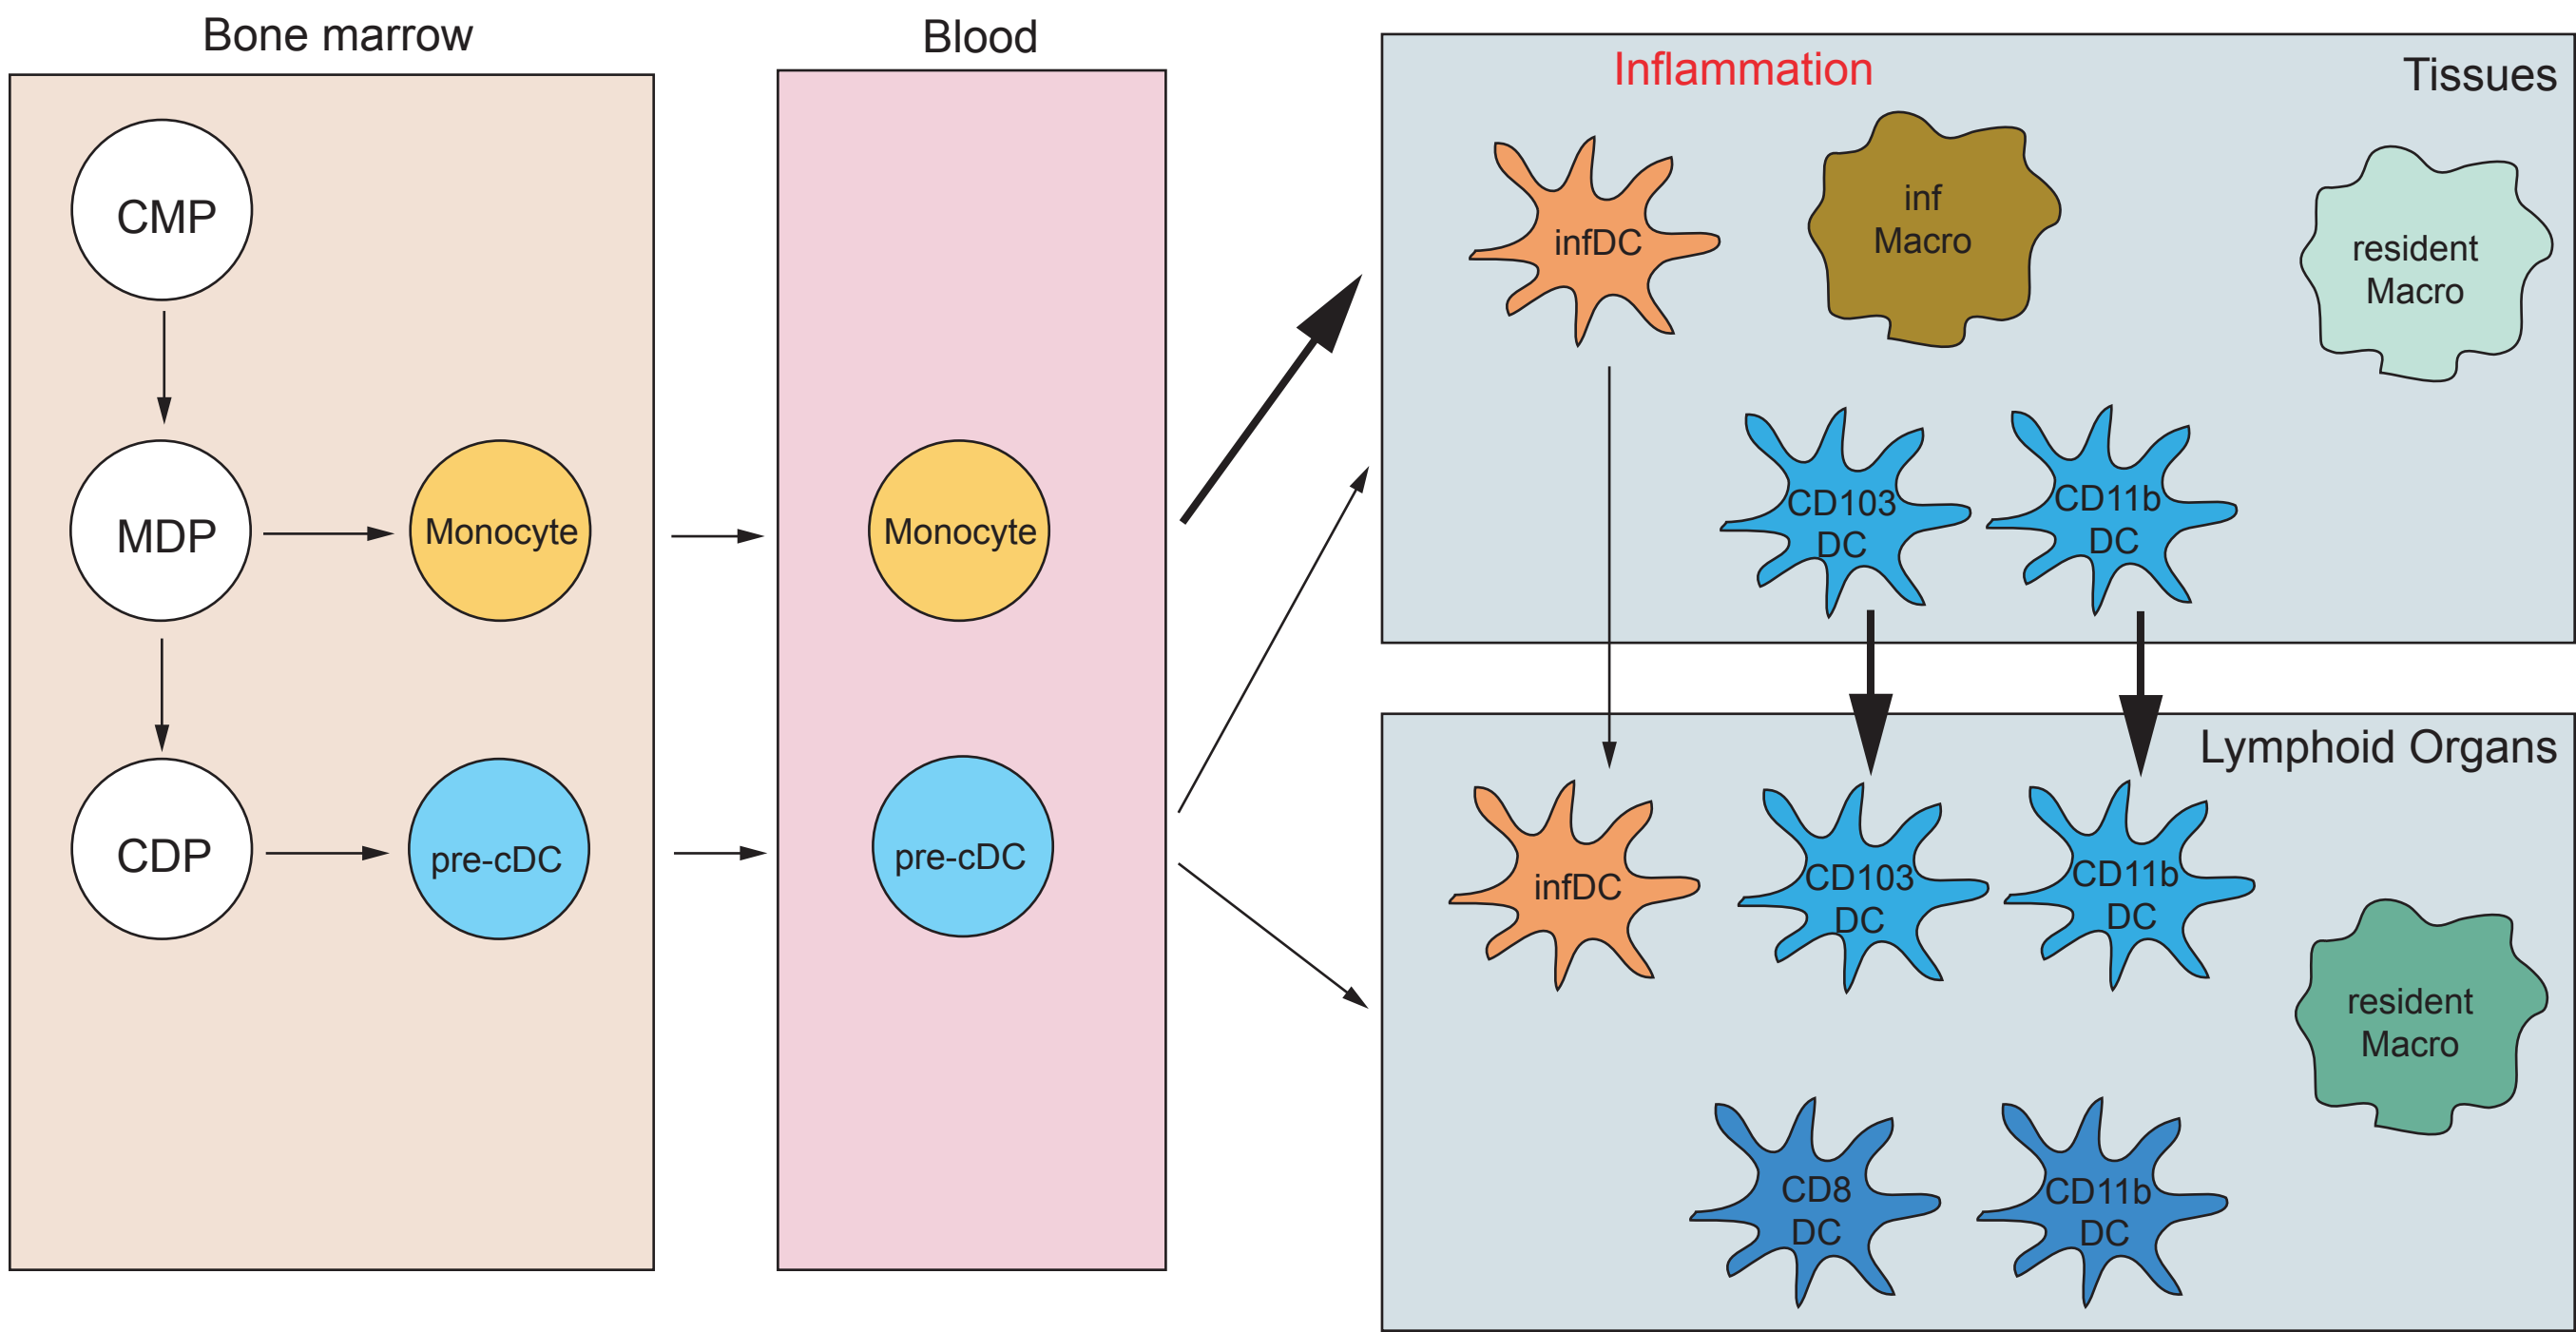 Bone marrow
CMP
MDP
Monocyte
CDP
pre-cDC
Blood
Monocyte
pre-cDC
Inflammation
Tissues
infDC
inf
Macro
resident
Macro
CD103
DC
CD11b
DC
Lymphoid Organs
infDC
CD103
DC
CD11b
DC
resident
Macro
CD8
DC
CD11b
DC